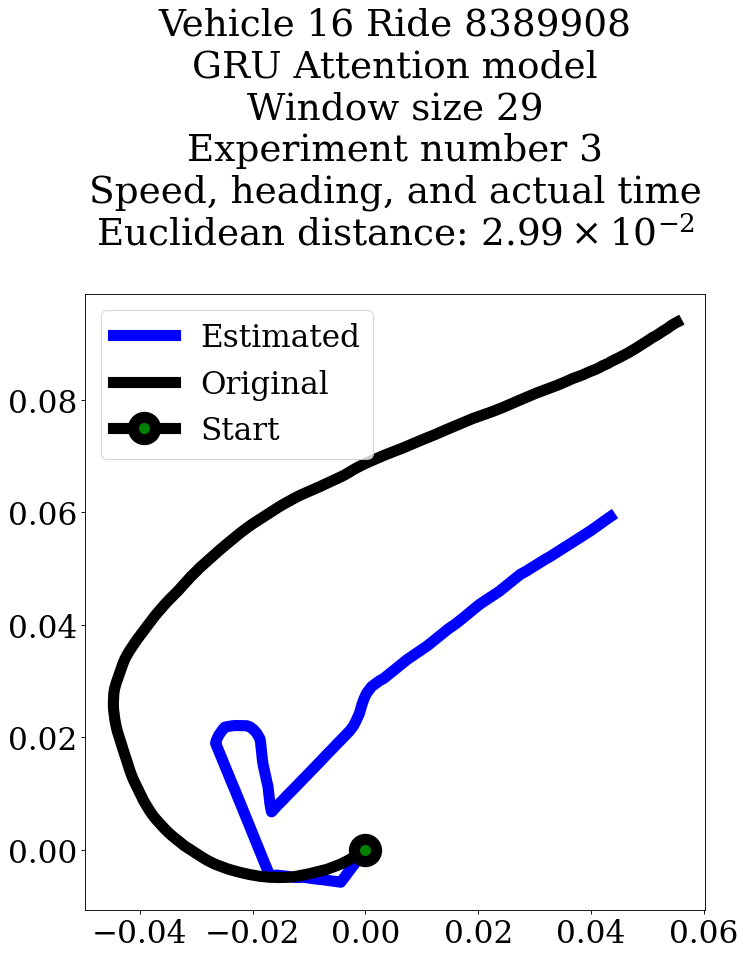 Vehicle 16 Ride 8389908
GRU Attention model
Window size 29
Experiment number 3
Speed, heading, and actual time
Euclidean distance: 2.99 × 10⁻²
Estimated
Original
Start
0.08
0.06
0.04
0.02
0.00
−0.04 −0.02 0.00 0.02 0.04 0.06